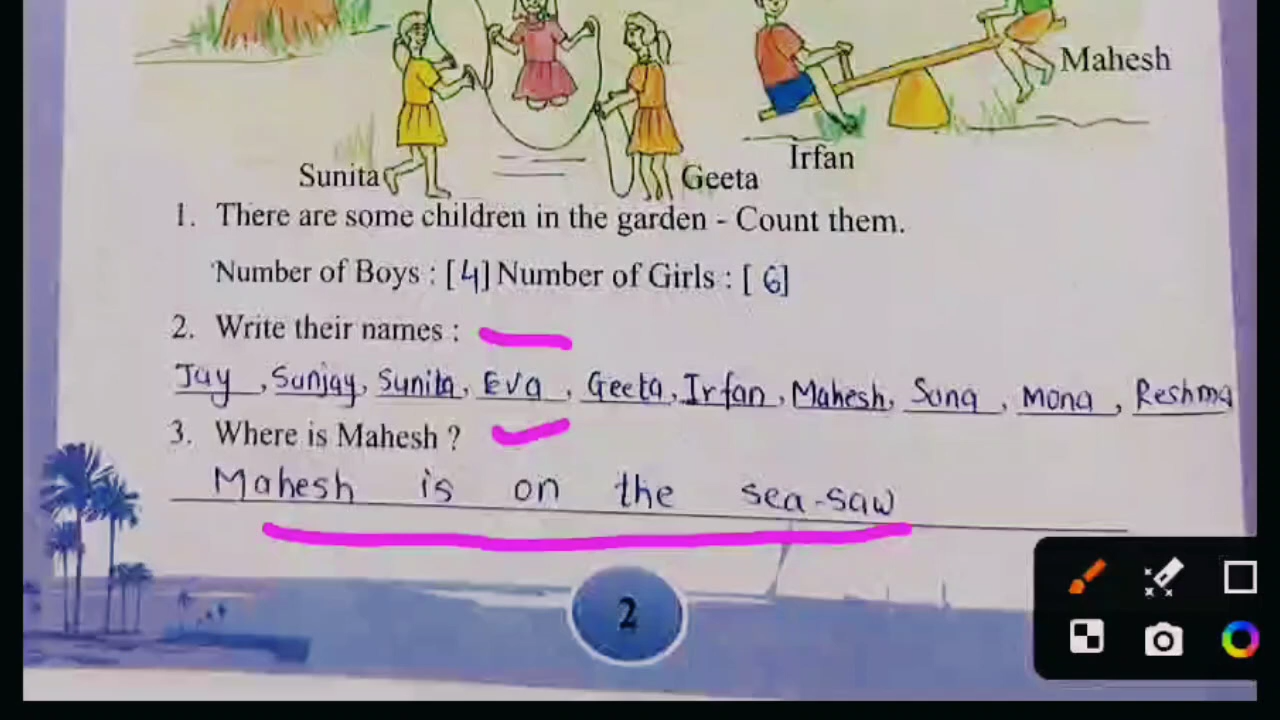 Mahesh
Irfan
Sunita
Geeta
1. There are some children in the garden - Count them.
Number of Boys : [4] Number of Girls : [ 6]
2. Write their names :
Jay , Sanjay, Sunita, Eva , Geeta, Irfan , Mahesh, Sana , Mona , Reshma
3. Where is Mahesh ?
Mahesh is on the sea-saw
2